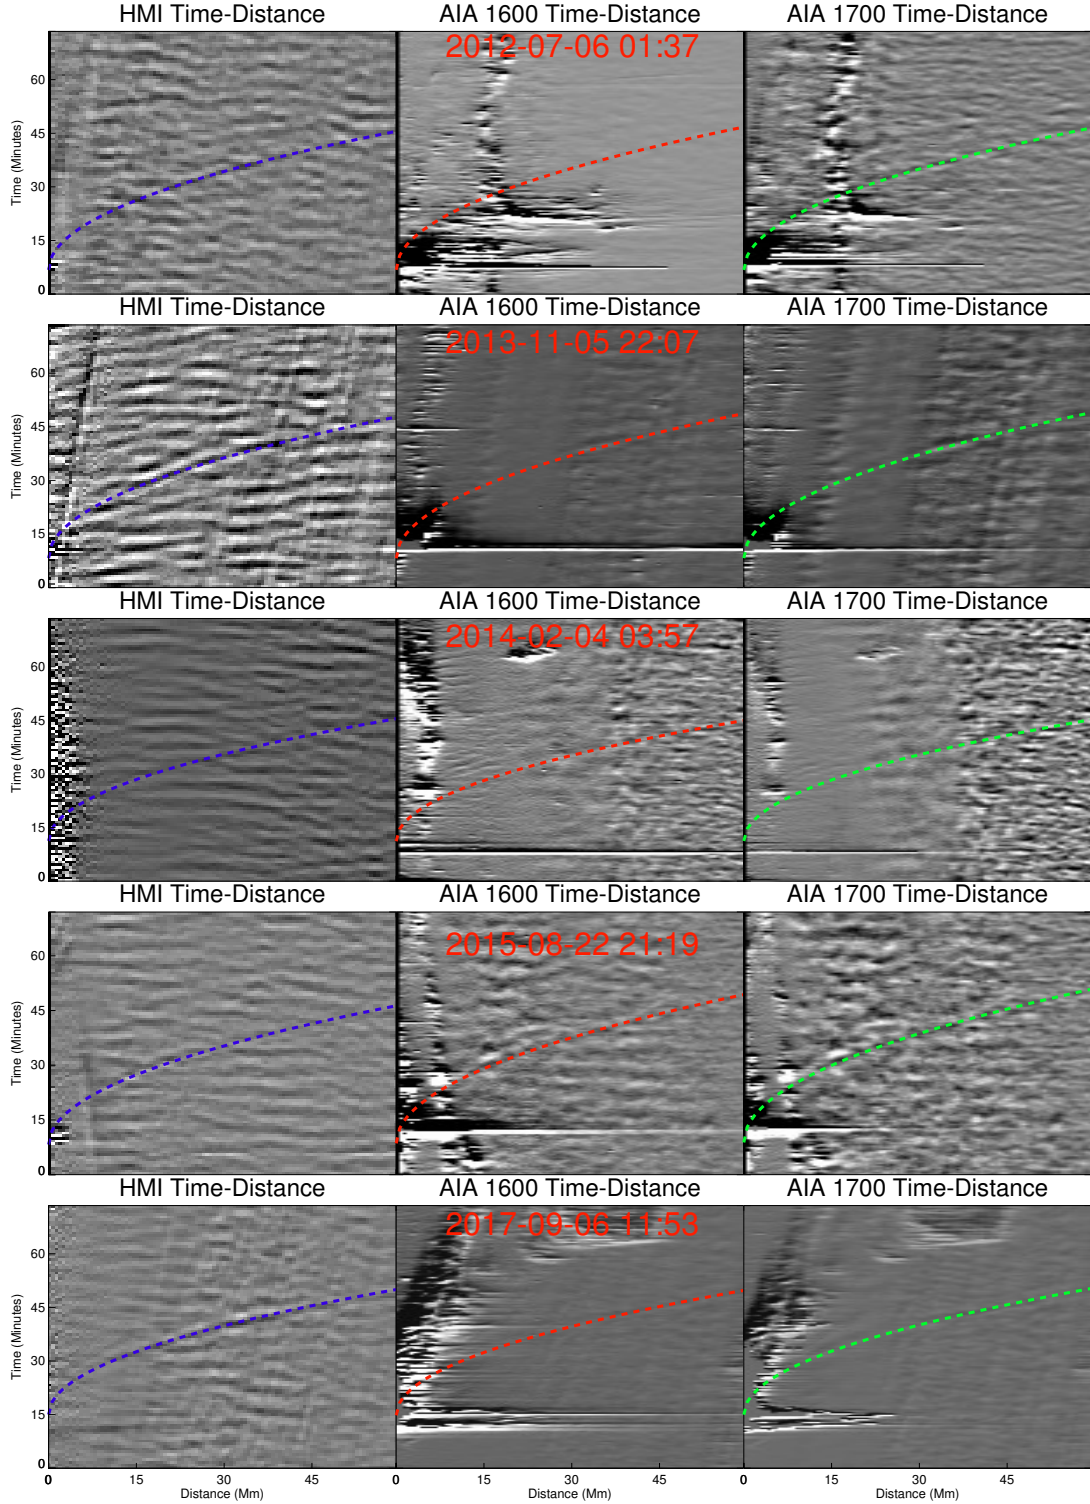 HMI Time-Distance AIA 1600 Time-Distance AIA 1700 Time-Distance
2012-07-06 01:37
Time (Minutes)
60
45
30
15
0
HMI Time-Distance AIA 1600 Time-Distance AIA 1700 Time-Distance
2013-11-05 22:07
Time (Minutes)
60
45
30
15
0
HMI Time-Distance AIA 1600 Time-Distance AIA 1700 Time-Distance
2014-02-04 03:57
Time (Minutes)
60
45
30
15
0
HMI Time-Distance AIA 1600 Time-Distance AIA 1700 Time-Distance
2015-08-22 21:19
Time (Minutes)
60
45
30
15
0
HMI Time-Distance AIA 1600 Time-Distance AIA 1700 Time-Distance
2017-09-06 11:53
Time (Minutes)
60
45
30
15
0
0 15 30 45 0 15 30 45 0 15 30 45
Distance (Mm) Distance (Mm) Distance (Mm)